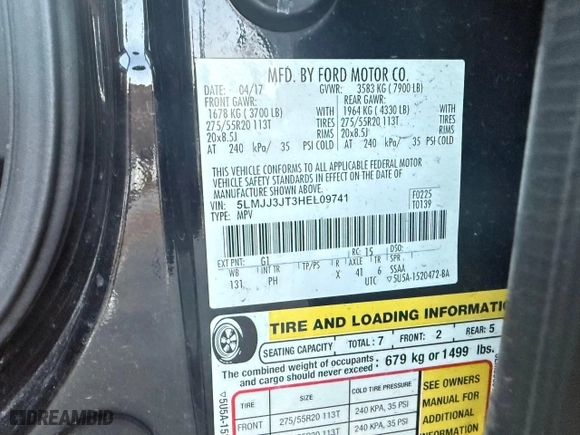 MFD. BY FORD MOTOR CO.
DATE: 04/17 GVWR: 3583 KG ( 7900 LB)
FRONT GAWR: REAR GAWR:
1678 KG ( 3700 LB) WITH 1964 KG ( 4330 LB) WITH
275/55R20 113T TIRES 275/55R20 113T TIRES
20x8.5J RIMS 20x8.5J RIMS
AT 240 kPa/ 35 PSI COLD AT 240 kPa/ 35 PSI COLD
THIS VEHICLE CONFORMS TO ALL APPLICABLE FEDERAL MOTOR
VEHICLE SAFETY STANDARDS IN EFFECT ON THE DATE OF
MANUFACTURE SHOWN ABOVE.
VIN: 5LMJJ3JT3HEL09741 F0225
TYPE: MPV T0139
EXT PNT: G1 RC: 15 DSO:
WB INT TR TP/PS R AXLE TR SPR
131 PH X 41 6 SSAA
UTC ▽5U5A-1520472-BA
TIRE AND LOADING INFORMATION
SEATING CAPACITY TOTAL: 7 FRONT: 2 REAR: 5
The combined weight of occupants
and cargo should never exceed : 679 kg or 1499 lbs.
TIRE SIZE COLD TIRE PRESSURE SEE OWNERS
FRONT 275/55R20 113T 240 KPA, 35 PSI MANUAL FOR
240 KPA, 35 PSI ADDITIONAL
INFORMATION
▽5U5A-15
DREAMBID